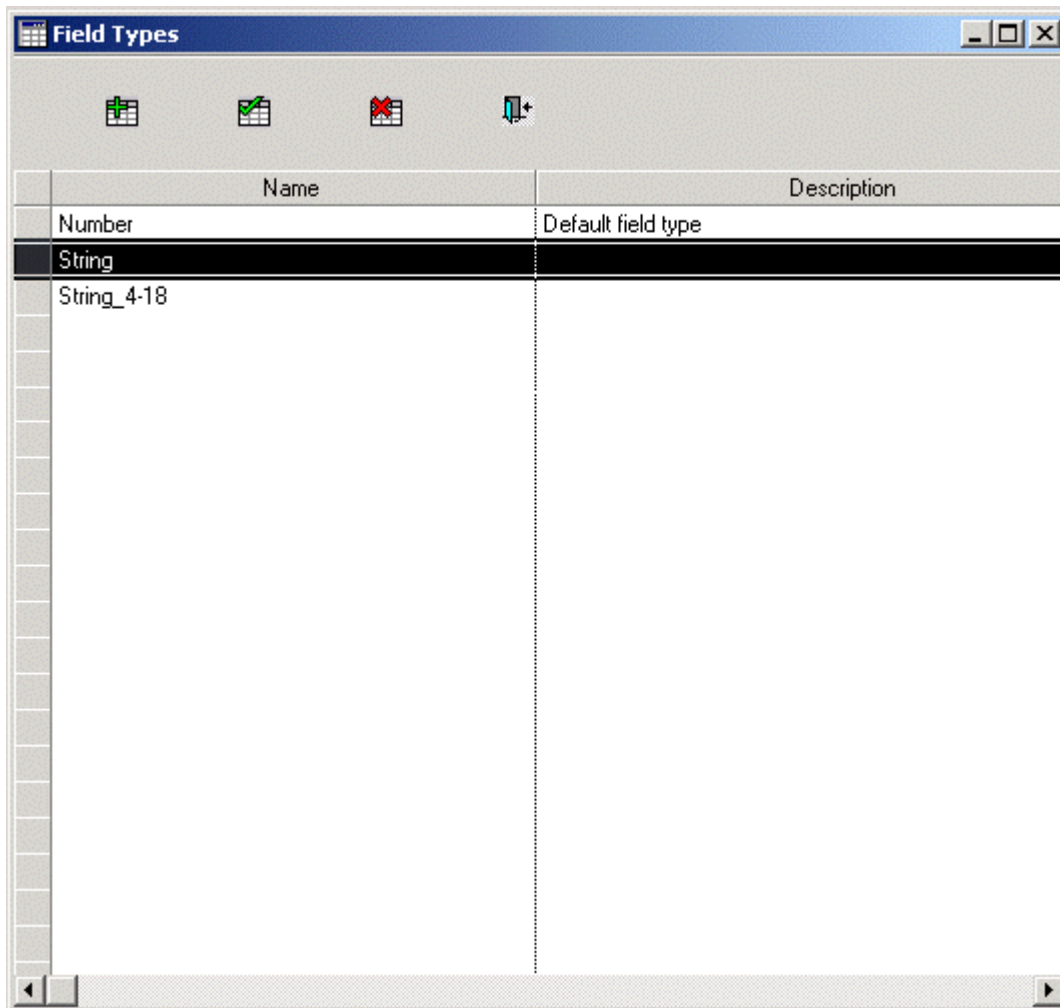 Field Types
Name Description
Number Default field type
String
String_4-18